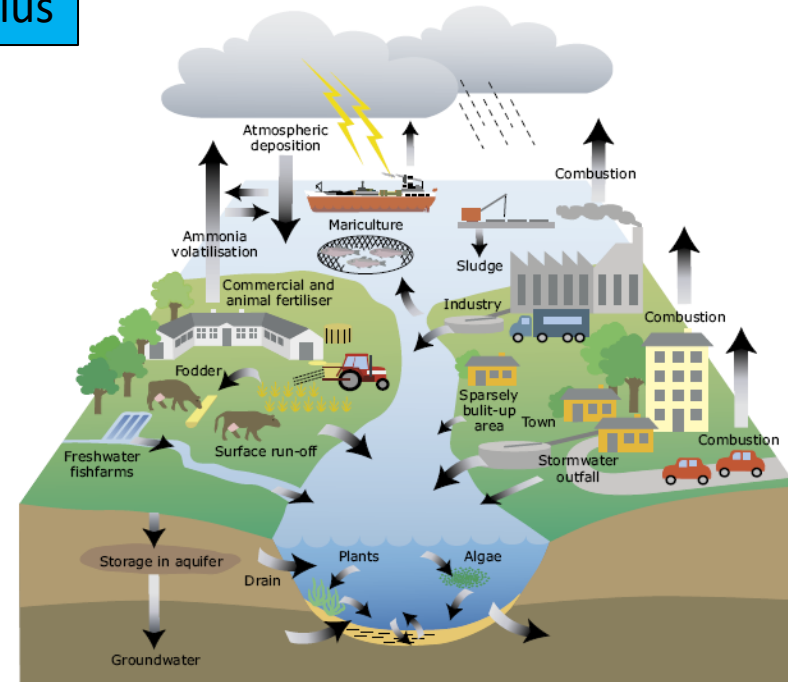 lus
Atmospheric
deposition
Combustion
Mariculture
Ammonia
volatilisation
Sludge
Commercial and
animal fertiliser
Industry
Combustion
Fodder
Sparsely
bulit-up
area
Town
Combustion
Freshwater
fishfarms
Surface run-off
Stormwater
outfall
Storage in aquifer
Plants
Algae
Drain
Groundwater